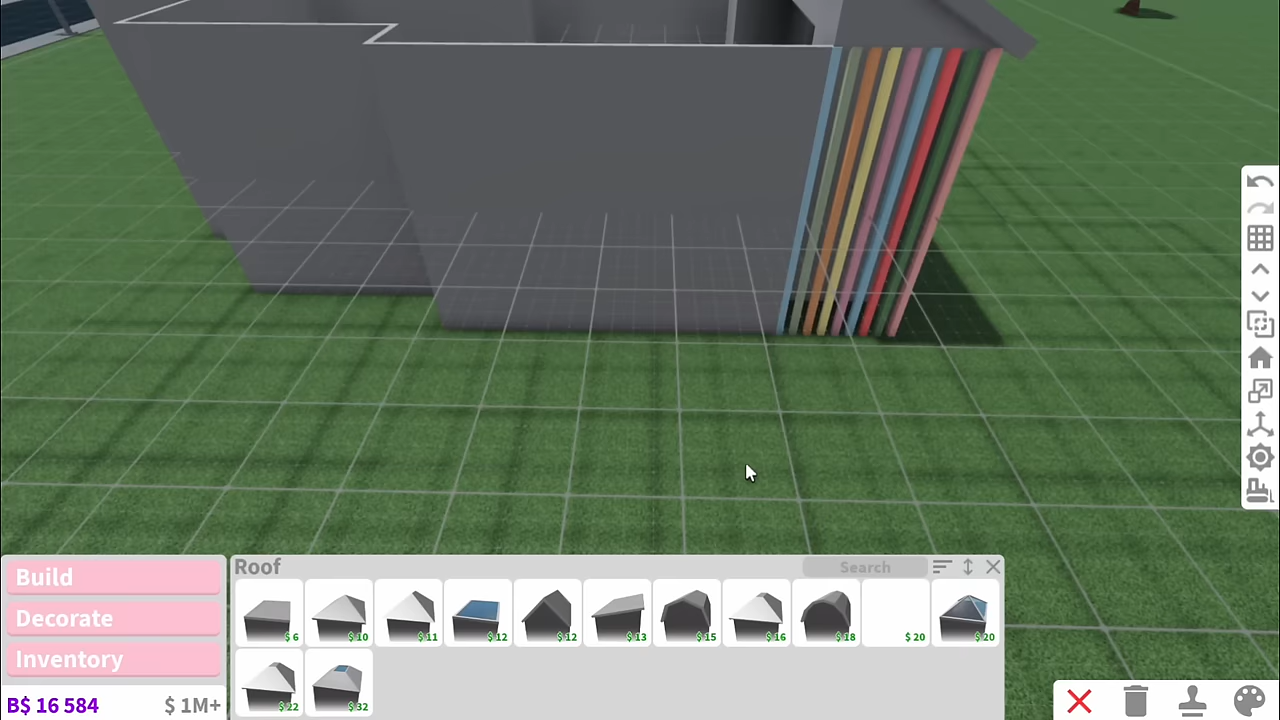 Build
Decorate
Inventory
B$ 16 584
$ 1M+
Roof
Search
$ 6
$ 10
$ 11
$ 12
$ 12
$ 13
$ 15
$ 16
$ 18
$ 20
$ 20
$ 22
$ 32